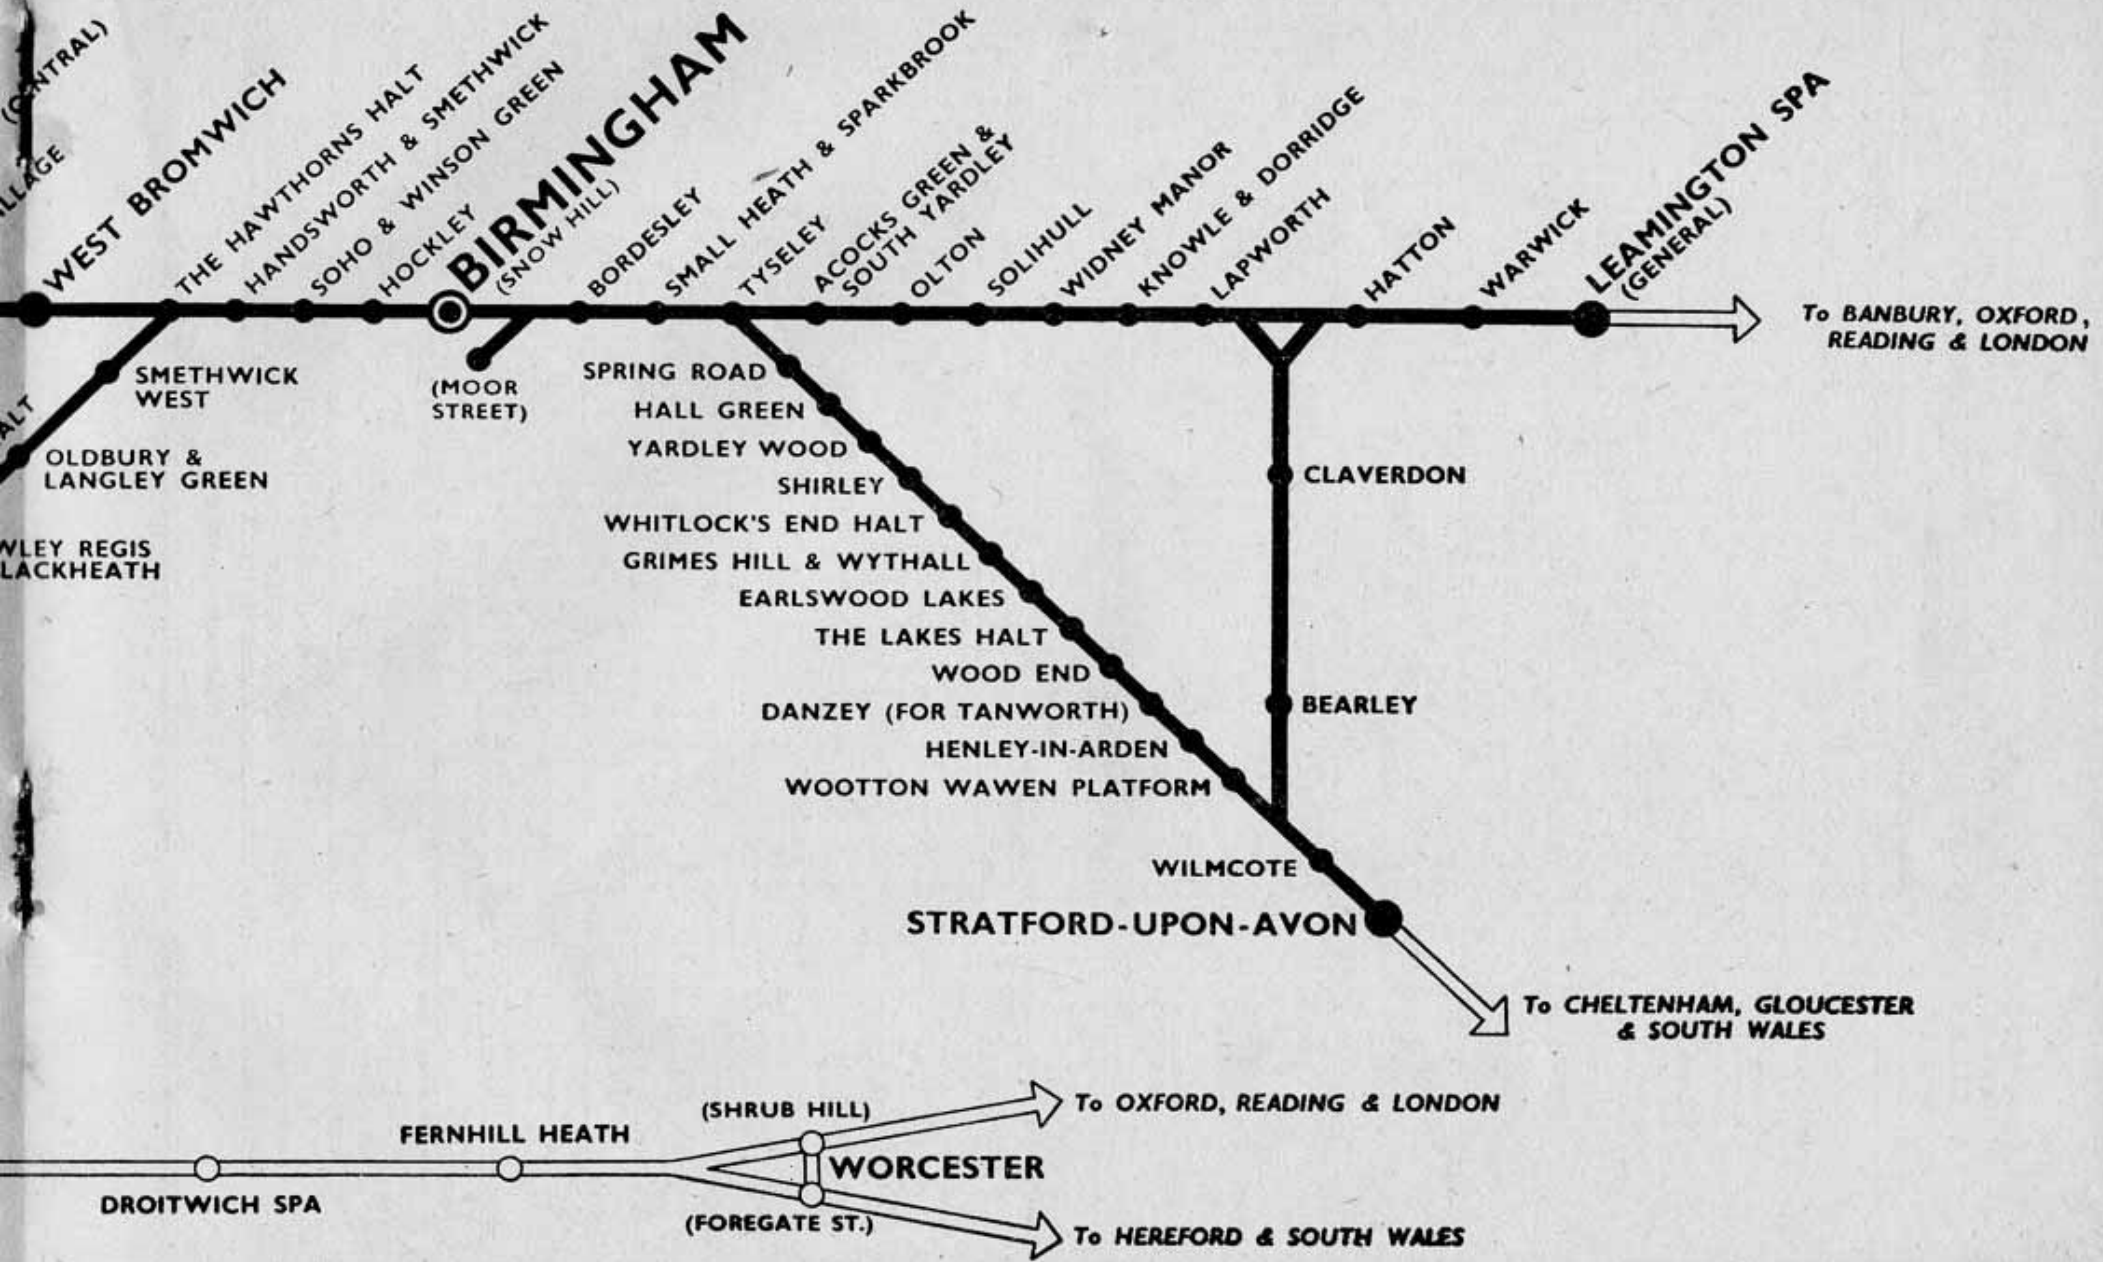 (CENTRAL)
WEST BROMWICH
THE HAWTHORNS HALT
HANDSWORTH & SMETHWICK
SOHO & WINSON GREEN
HOCKLEY
BIRMINGHAM
(SNOW HILL)
(MOOR
STREET)
BORDESLEY
SMALL HEATH & SPARKBROOK
TYSELEY
ACOCKS GREEN &
SOUTH YARDLEY
OLTON
SOLIHULL
WIDNEY MANOR
KNOWLE & DORRIDGE
LAPWORTH
HATTON
WARWICK
LEAMINGTON SPA
(GENERAL)
To BANBURY, OXFORD,
READING & LONDON
SMETHWICK
WEST
OLDBURY &
LANGLEY GREEN
REGIS
SPRING ROAD
HALL GREEN
YARDLEY WOOD
SHIRLEY
WHITLOCK'S END HALT
GRIMES HILL & WYTHALL
EARLSWOOD LAKES
THE LAKES HALT
WOOD END
DANZEY (FOR TANWORTH)
HENLEY-IN-ARDEN
WOOTTON WAWEN PLATFORM
CLAVERDON
BEARLEY
WILMCOTE
STRATFORD-UPON-AVON
To CHELTENHAM, GLOUCESTER
& SOUTH WALES
DROITWICH SPA
FERNHILL HEATH
(SHRUB HILL)
WORCESTER
(FOREGATE ST.)
To OXFORD, READING & LONDON
To HEREFORD & SOUTH WALES